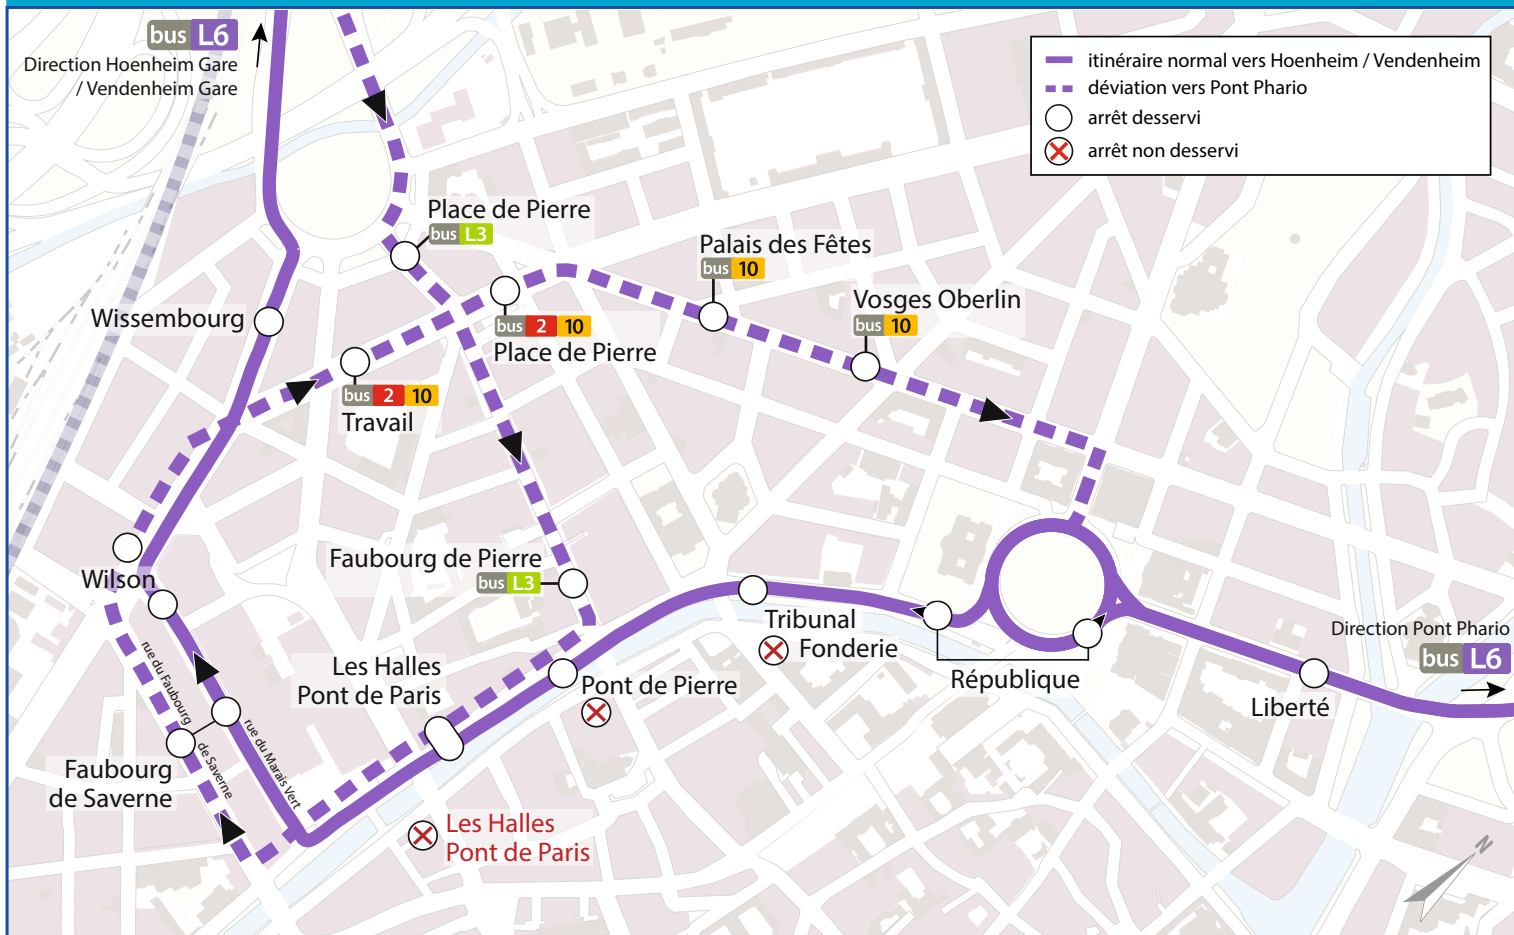 bus L6
Direction Hoenheim Gare
/ Vendenheim Gare
itinéraire normal vers Hoenheim / Vendenheim
déviation vers Pont Phario
arrêt desservi
arrêt non desservi
Place de Pierre
bus L3
Palais des Fêtes
bus 10
Vosges Oberlin
bus 10
Wissembourg
bus 2 10
Place de Pierre
bus 2 10
Travail
Faubourg de Pierre
bus L3
Wilson
Tribunal
Fonderie
République
Direction Pont Phario
bus L6
Liberté
Les Halles
Pont de Paris
Pont de Pierre
rue du Faubourg
de Saverne
rue du Marais Vert
Faubourg
de Saverne
Les Halles
Pont de Paris
N